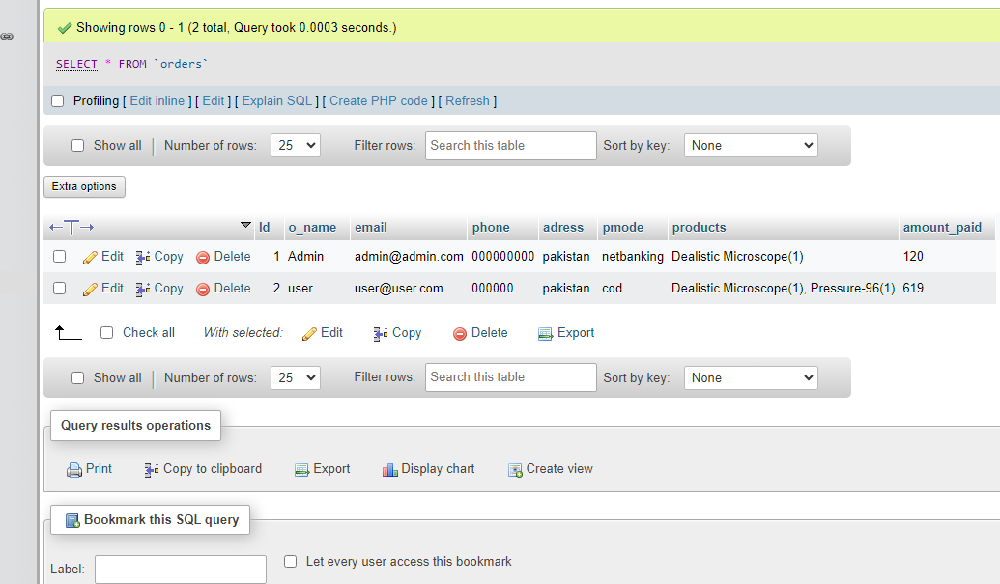 Showing rows 0 - 1 (2 total, Query took 0.0003 seconds.)
SELECT * FROM `orders`
Profiling [ Edit inline ] [ Edit ] [ Explain SQL ] [ Create PHP code ] [ Refresh ]
Show all | Number of rows: 25 Filter rows: Search this table Sort by key: None
Extra options
Id o_name email phone adress pmode products amount_paid
Edit Copy Delete 1 Admin admin@admin.com 000000000 pakistan netbanking Dealistic Microscope(1) 120
Edit Copy Delete 2 user user@user.com 000000 pakistan cod Dealistic Microscope(1), Pressure-96(1) 619
Check all With selected: Edit Copy Delete Export
Show all | Number of rows: 25 Filter rows: Search this table Sort by key: None
Query results operations
Print Copy to clipboard Export Display chart Create view
Bookmark this SQL query
Label: Let every user access this bookmark